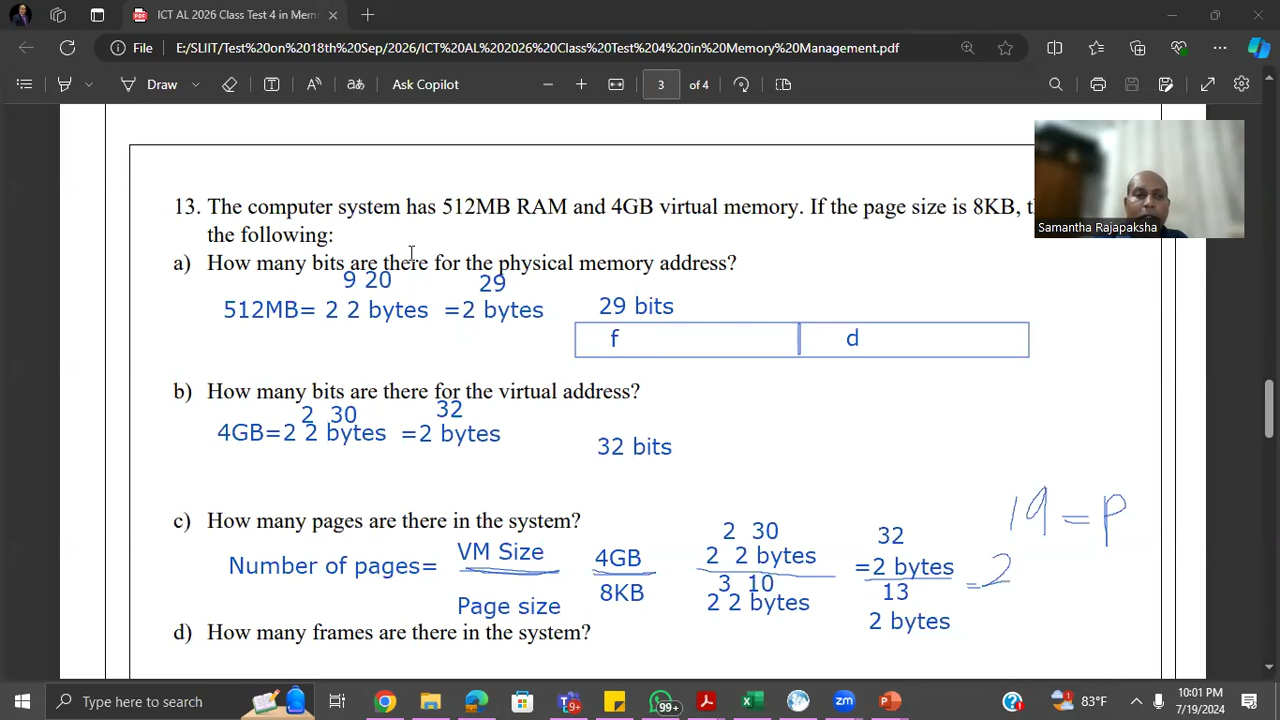 ICT AL 2026 Class Test 4 in Mem
File E:/SLIIT/Test%20on%2018th%20Sep/2026/ICT%20AL%202026%20Class%20Test%204%20in%20Memory%20Management.pdf
Draw Ask Copilot 3 of 4
13. The computer system has 512MB RAM and 4GB virtual memory. If the page size is 8KB, t
the following:
Samantha Rajapaksha
a) How many bits are there for the physical memory address?
9 20 29
512MB= 2 2 bytes =2 bytes 29 bits
f d
b) How many bits are there for the virtual address?
2 30 32
4GB=2 2 bytes =2 bytes 32 bits
19 = P
c) How many pages are there in the system?
2 30 32
Number of pages= VM Size 4GB 2 2 bytes =2 bytes =2
3 10 13
Page size 8KB 2 2 bytes 2 bytes
d) How many frames are there in the system?
Type here to search 99+ 83°F 10:01 PM
7/19/2024